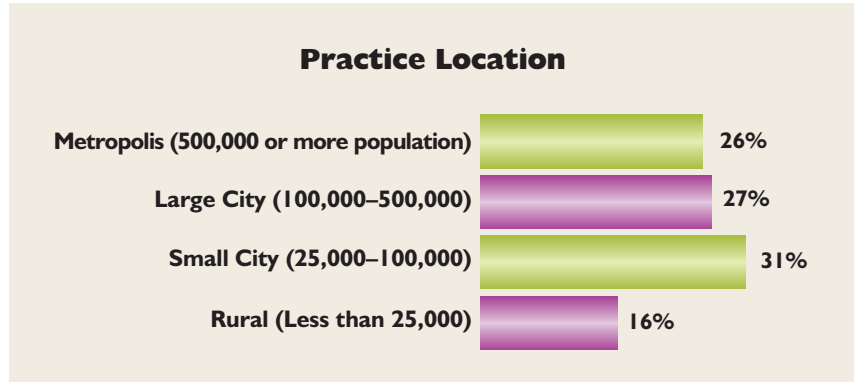 Practice Location
Metropolis (500,000 or more population) 26%
Large City (100,000–500,000) 27%
Small City (25,000–100,000) 31%
Rural (Less than 25,000) 16%